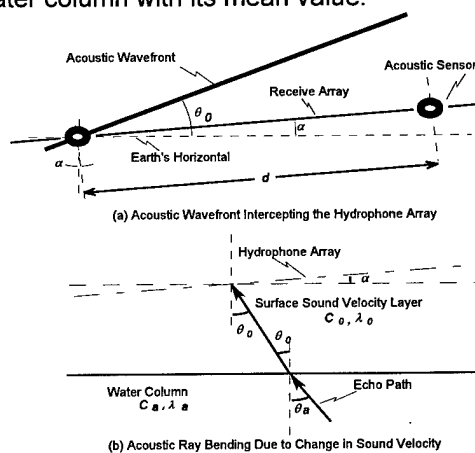 ater column with its mean value.
Acoustic Wavefront
Acoustic Sensor
Receive Array
θ₀
α
Earth's Horizontal
α
d
(a) Acoustic Wavefront Intercepting the Hydrophone Array
Hydrophone Array
α
Surface Sound Velocity Layer
C₀, λ₀
θ₀ θ₀
Water Column
Echo Path
Cₐ, λₐ
θₐ
(b) Acoustic Ray Bending Due to Change in Sound Velocity